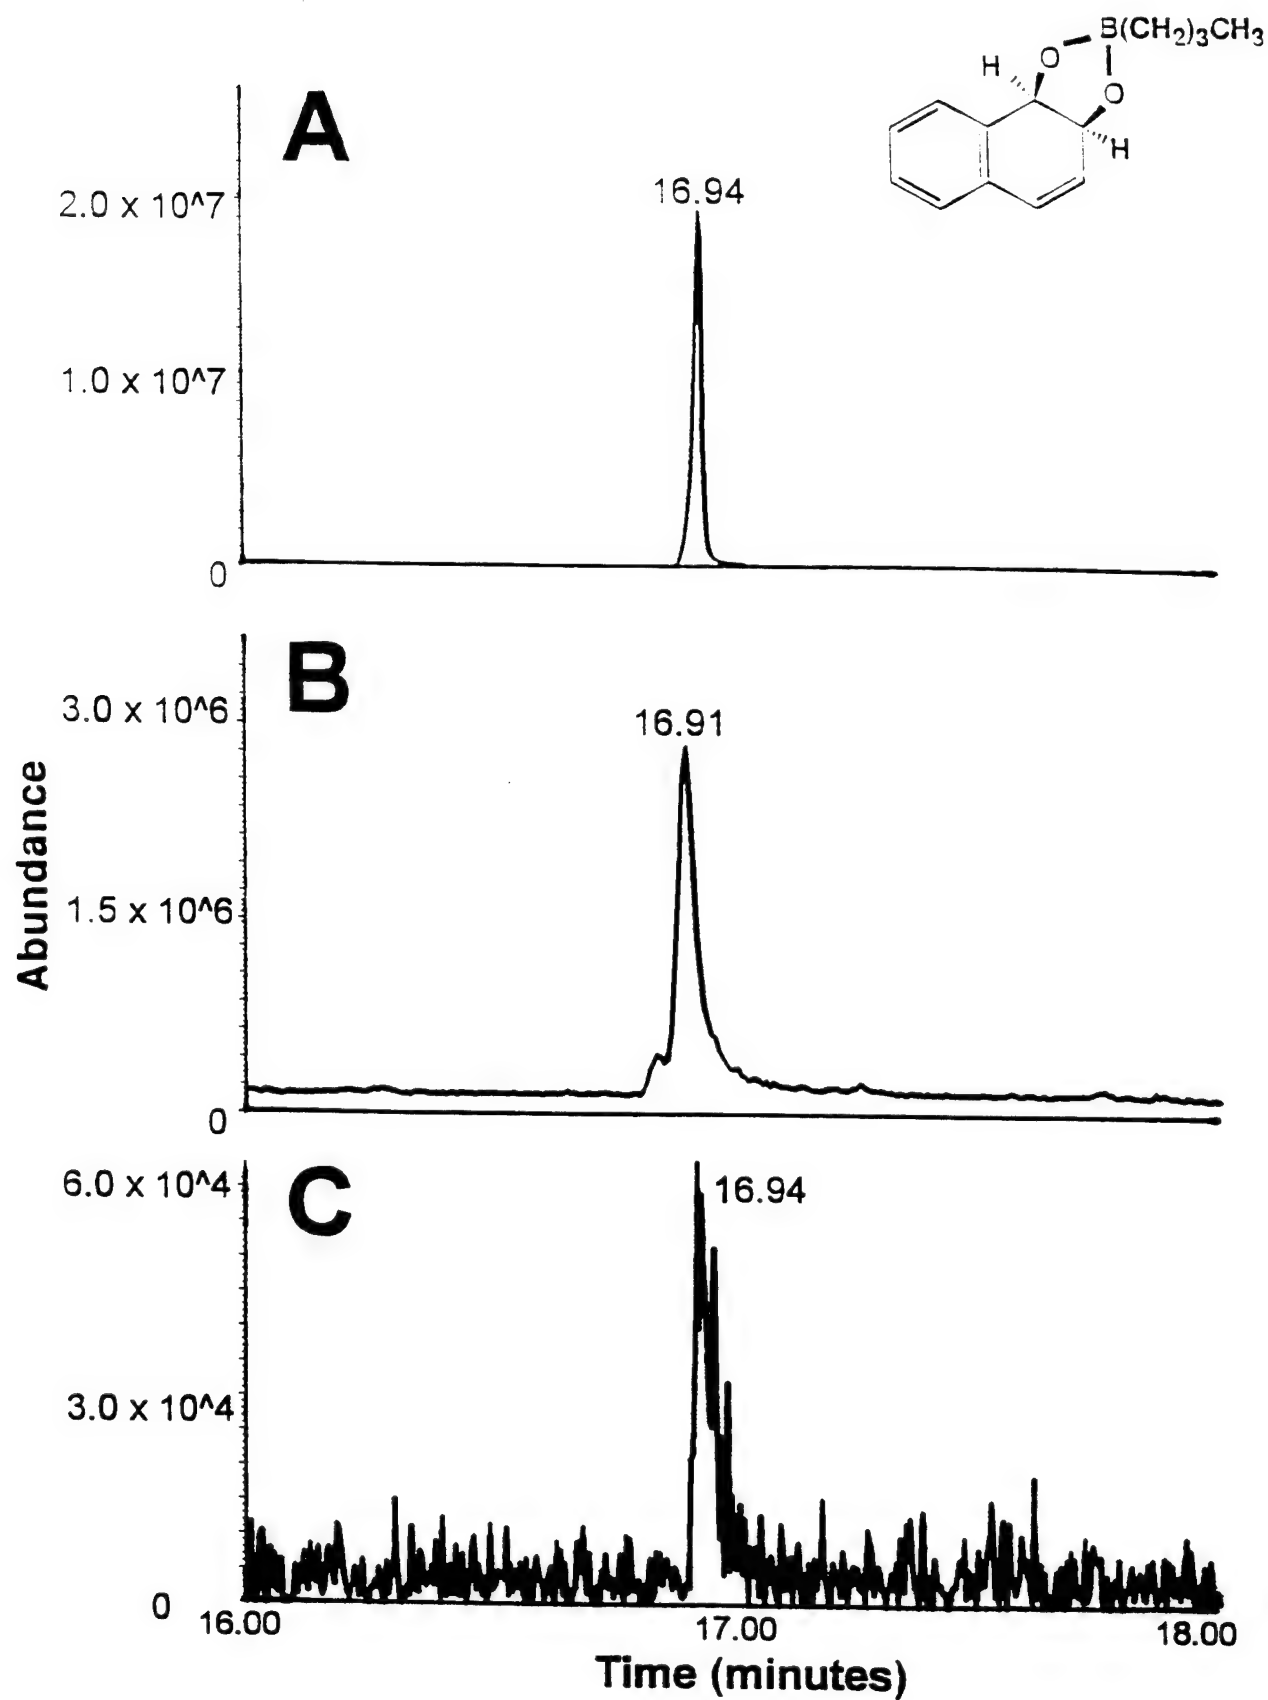 B(CH2)3CH3
H
O
O
H
A
16.94
2.0 x 10^7
1.0 x 10^7
0
B
3.0 x 10^6
16.91
1.5 x 10^6
0
Abundance
C
6.0 x 10^4
16.94
3.0 x 10^4
0
16.00
17.00
18.00
Time (minutes)